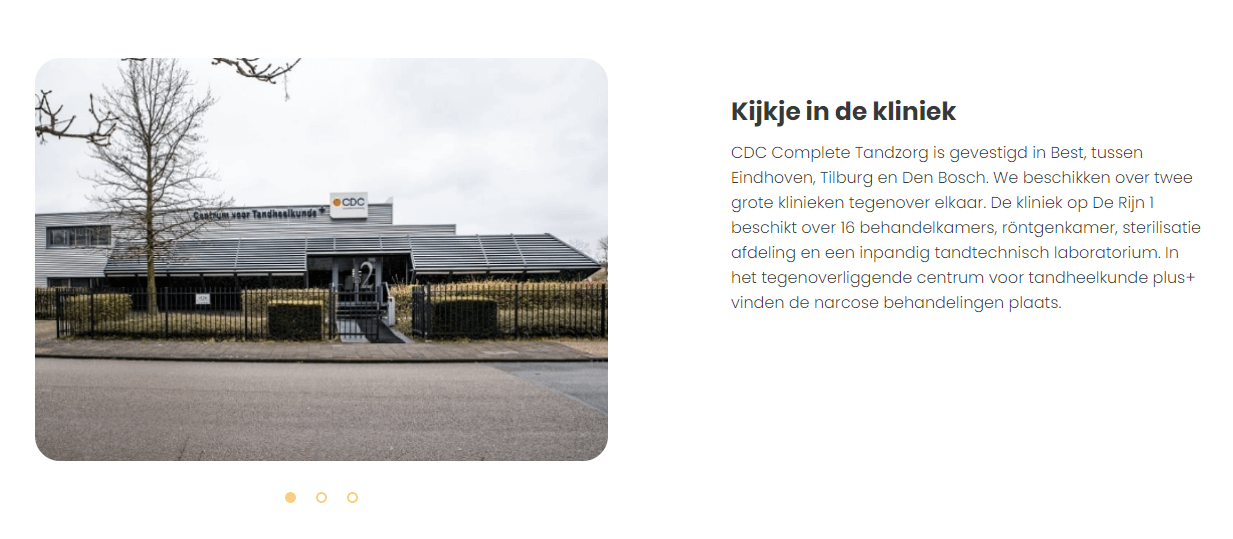 CDC
Centrum voor Tandheelkunde +
2
Kijkje in de kliniek
CDC Complete Tandzorg is gevestigd in Best, tussen
Eindhoven, Tilburg en Den Bosch. We beschikken over twee
grote klinieken tegenover elkaar. De kliniek op De Rijn 1
beschikt over 16 behandelkamers, röntgenkamer, sterilisatie
afdeling en een inpandig tandtechnisch laboratorium. In
het tegenoverliggende centrum voor tandheelkunde plus+
vinden de narcose behandelingen plaats.